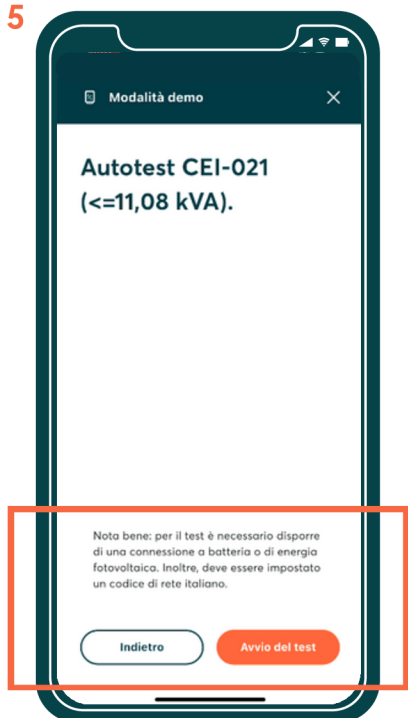 5
Modalità demo
Autotest CEI-021
(<=11,08 kVA).
Nota bene: per il test è necessario disporre
di una connessione a batteria o di energia
fotovoltaica. Inoltre, deve essere impostato
un codice di rete italiano.
Indietro
Avvio del test